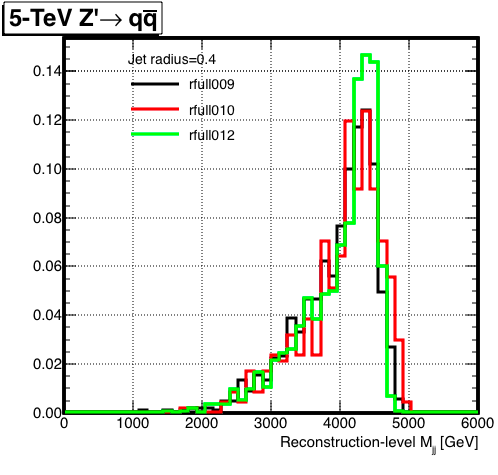 5-TeV Z'→ qq̅
Jet radius=0.4
rfull009
rfull010
rfull012
0.14
0.12
0.10
0.08
0.06
0.04
0.02
0.00
0 1000 2000 3000 4000 5000 6000
Reconstruction-level Mjj [GeV]